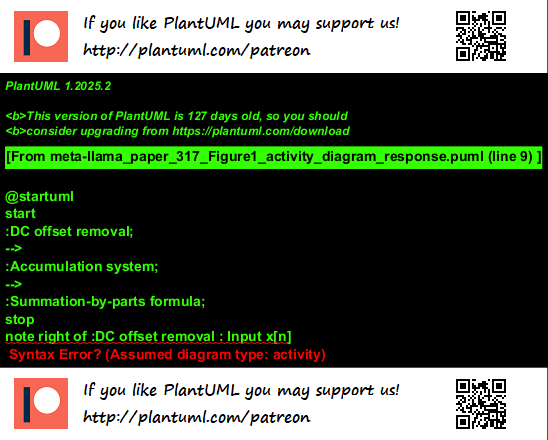 If you like PlantUML you may support us!
http://plantuml.com/patreon
PlantUML 1.2025.2
<b>This version of PlantUML is 127 days old, so you should
<b>consider upgrading from https://plantuml.com/download
[From meta-llama_paper_317_Figure1_activity_diagram_response.puml (line 9) ]
@startuml
start
:DC offset removal;
-->
:Accumulation system;
-->
:Summation-by-parts formula;
stop
note right of :DC offset removal : Input x[n]
Syntax Error? (Assumed diagram type: activity)
If you like PlantUML you may support us!
http://plantuml.com/patreon